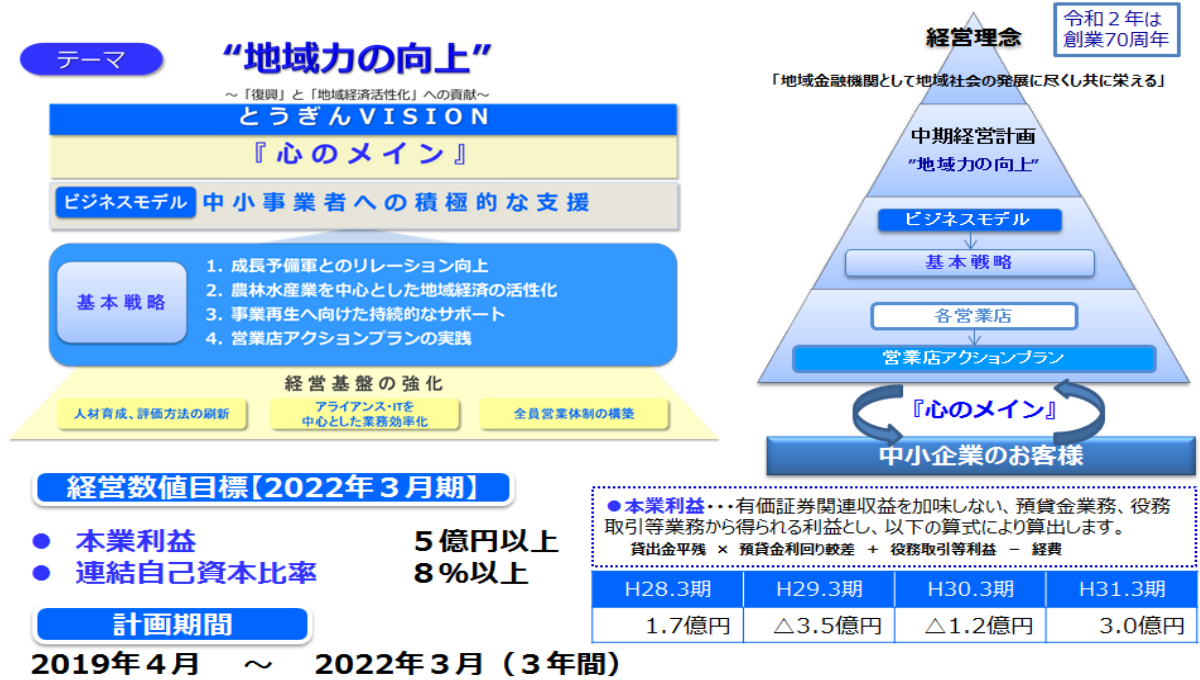 テーマ
“地域力の向上”
～「復興」と「地域経済活性化」への貢献～
とうぎんVISION
『心のメイン』
ビジネスモデル 中小事業者への積極的な支援
基本戦略
1. 成長予備軍とのリレーション向上
2. 農林水産業を中心とした地域経済の活性化
3. 事業再生へ向けた持続的なサポート
4. 営業店アクションプランの実践
経営基盤の強化
人材育成、評価方法の刷新
アライアンス・ITを
中心とした業務効率化
全員営業体制の構築
令和２年は
創業70周年
経営理念
「地域金融機関として地域社会の発展に尽くし共に栄える」
中期経営計画
“地域力の向上”
ビジネスモデル
基本戦略
各営業店
営業店アクションプラン
『心のメイン』
中小企業のお客様
経営数値目標【2022年３月期】
● 本業利益 ５億円以上
● 連結自己資本比率 ８%以上
計画期間
2019年４月 ～ 2022年３月（３年間）
●本業利益･･･有価証券関連収益を加味しない、預貸金業務、役務
取引等業務から得られる利益とし、以下の算式により算出します。
貸出金平残 × 預貸金利回り較差 + 役務取引等利益 － 経費
H28.3期 H29.3期 H30.3期 H31.3期
1.7億円 △3.5億円 △1.2億円 3.0億円